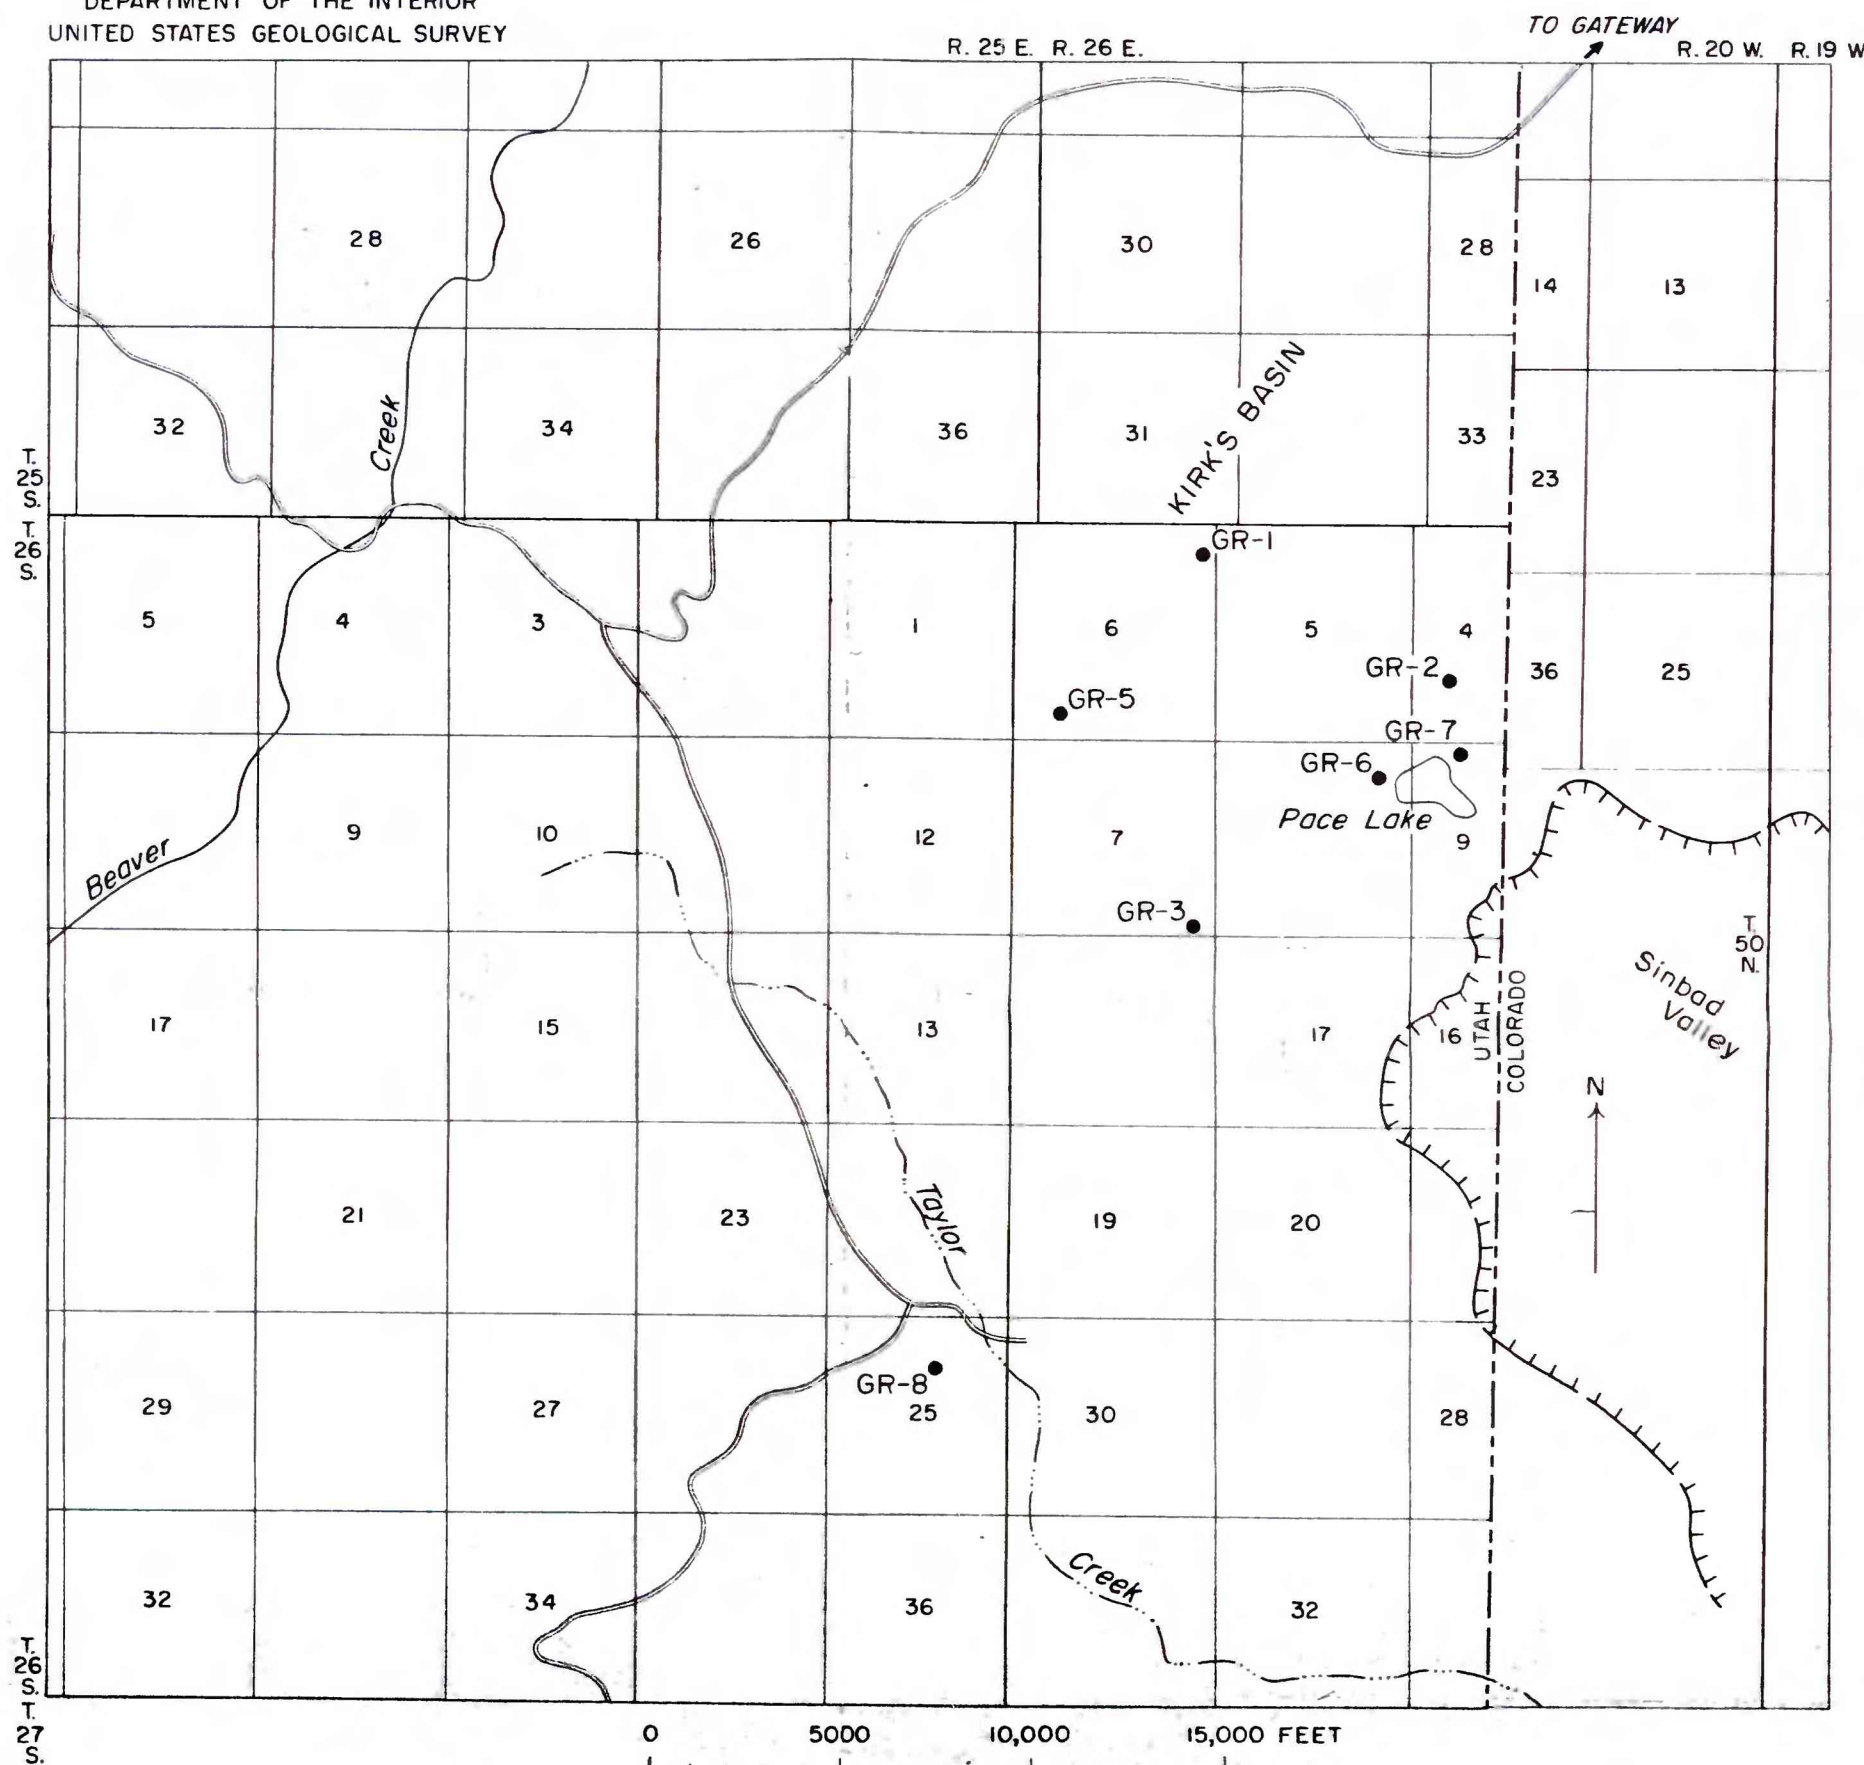 DEPARTMENT OF THE INTERIOR
UNITED STATES GEOLOGICAL SURVEY
TO GATEWAY
R. 25 E. R. 26 E.
R. 20 W. R. 19 W
28
26
30
28
14
13
KIRK'S BASIN
32
Creek
34
36
31
33
23
T.
25
S.
T.
26
S.
GR-1
5
4
3
1
6
5
4
GR-2
36
25
GR-5
GR-7
GR-6
Pace Lake
9
10
12
7
9
Beaver
GR-3
T.
50
N.
Sinbad
Valley
17
15
13
17
16
UTAH
COLORADO
N
Taylor
21
23
19
20
GR-8
29
27
25
30
28
Creek
32
34
36
32
T.
26
S.
T.
27
S.
0 5000 10,000 15,000 FEET